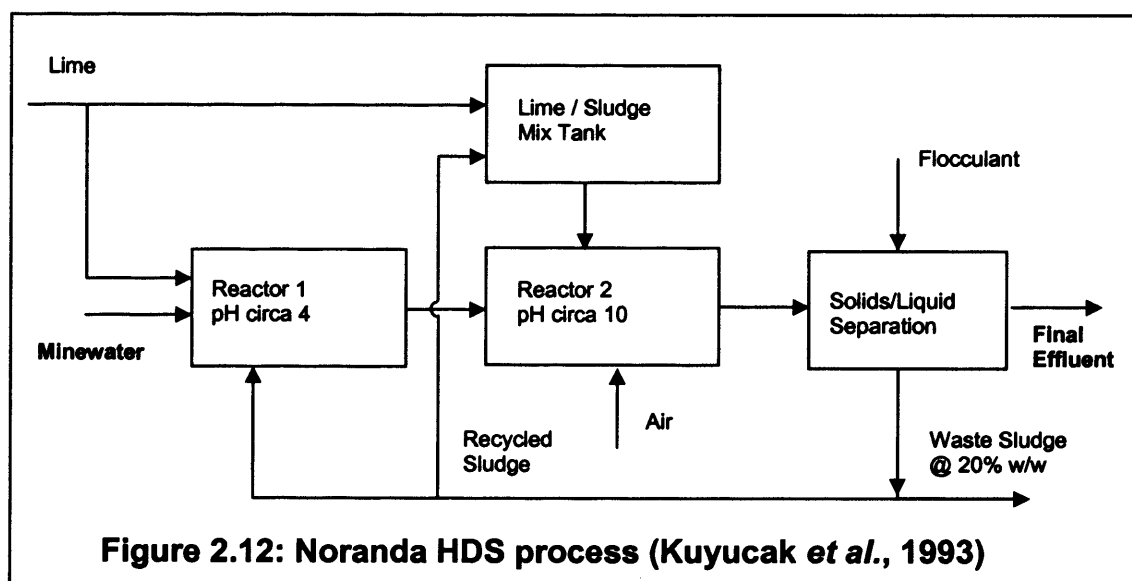 Lime
Lime / Sludge
Mix Tank
Flocculant
Reactor 1
pH circa 4
Reactor 2
pH circa 10
Solids/Liquid
Separation
Minewater
Final
Effluent
Air
Recycled
Sludge
Waste Sludge
@ 20% w/w
Figure 2.12: Noranda HDS process (Kuyucak et al., 1993)